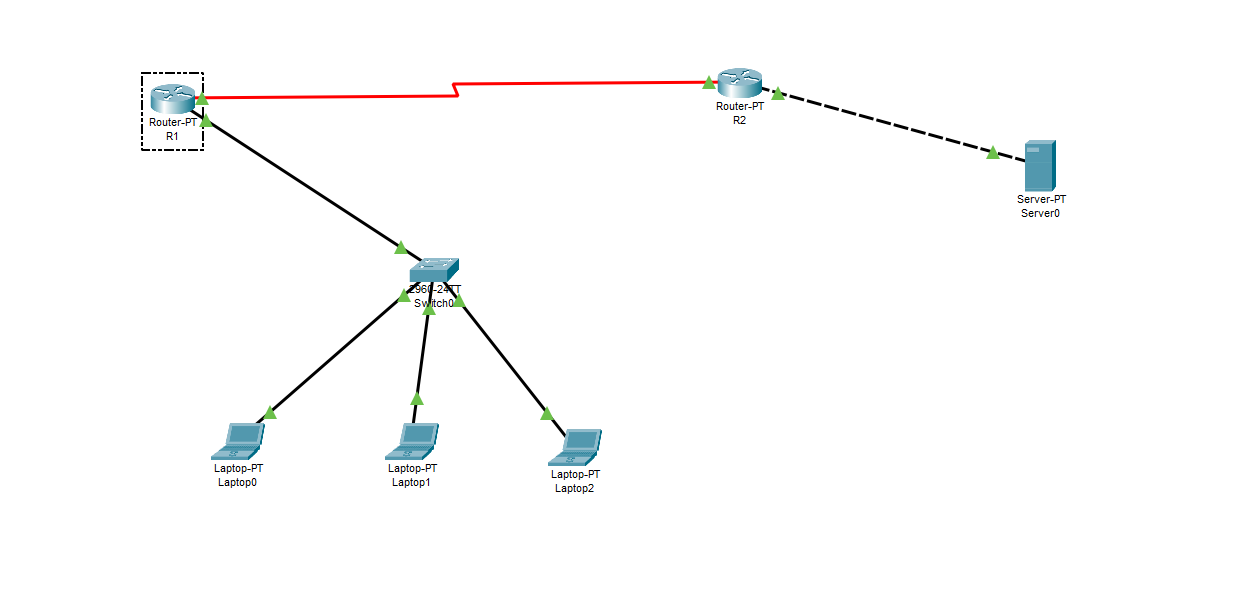 Router-PT
R1
Router-PT
R2
Server-PT
Server0
2960-24TT
Switch0
Laptop-PT
Laptop0
Laptop-PT
Laptop1
Laptop-PT
Laptop2